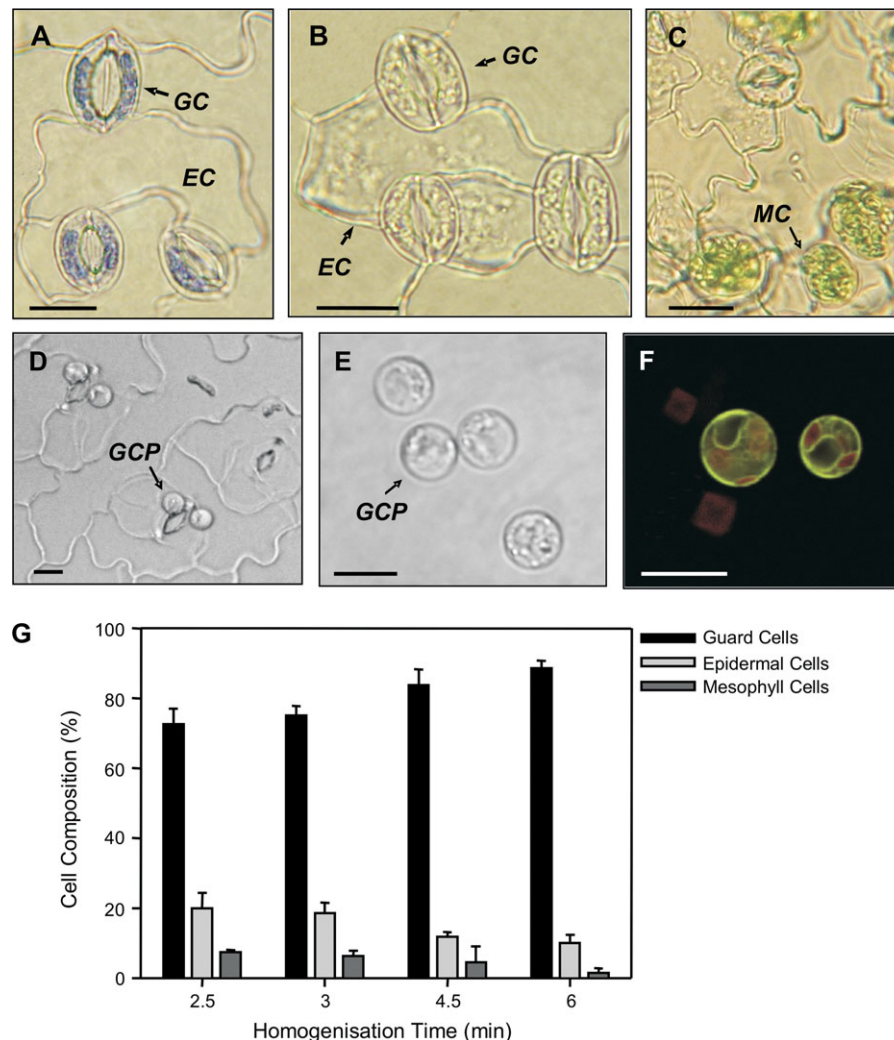 A
GC
EC
B
GC
EC
C
MC
D
GCP
E
GCP
F
G
100
80
60
40
20
0
Cell Composition (%)
2.5 3 4.5 6
Homogenisation Time (min)
Guard Cells
Epidermal Cells
Mesophyll Cells